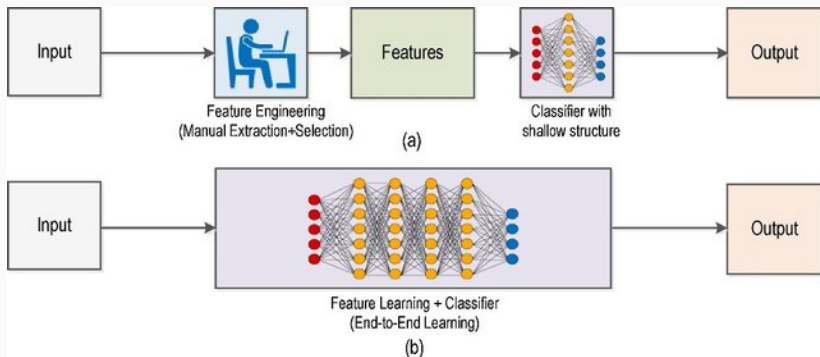 Input
Features
Output
Feature Engineering
(Manual Extraction+Selection)
Classifier with
shallow structure
(a)
Input
Output
Feature Learning + Classifier
(End-to-End Learning)
(b)